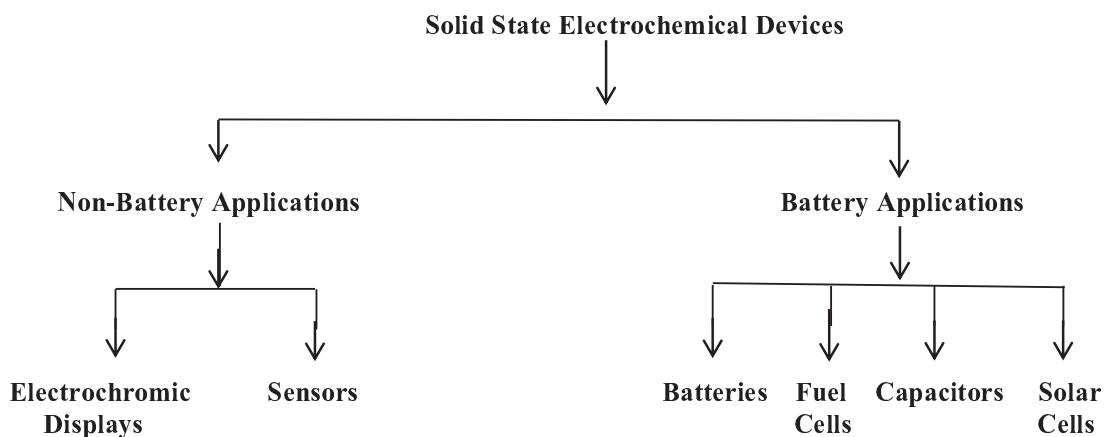 Solid State Electrochemical Devices
Non-Battery Applications
Battery Applications
Electrochromic
Displays
Sensors
Batteries
Fuel
Cells
Capacitors
Solar
Cells